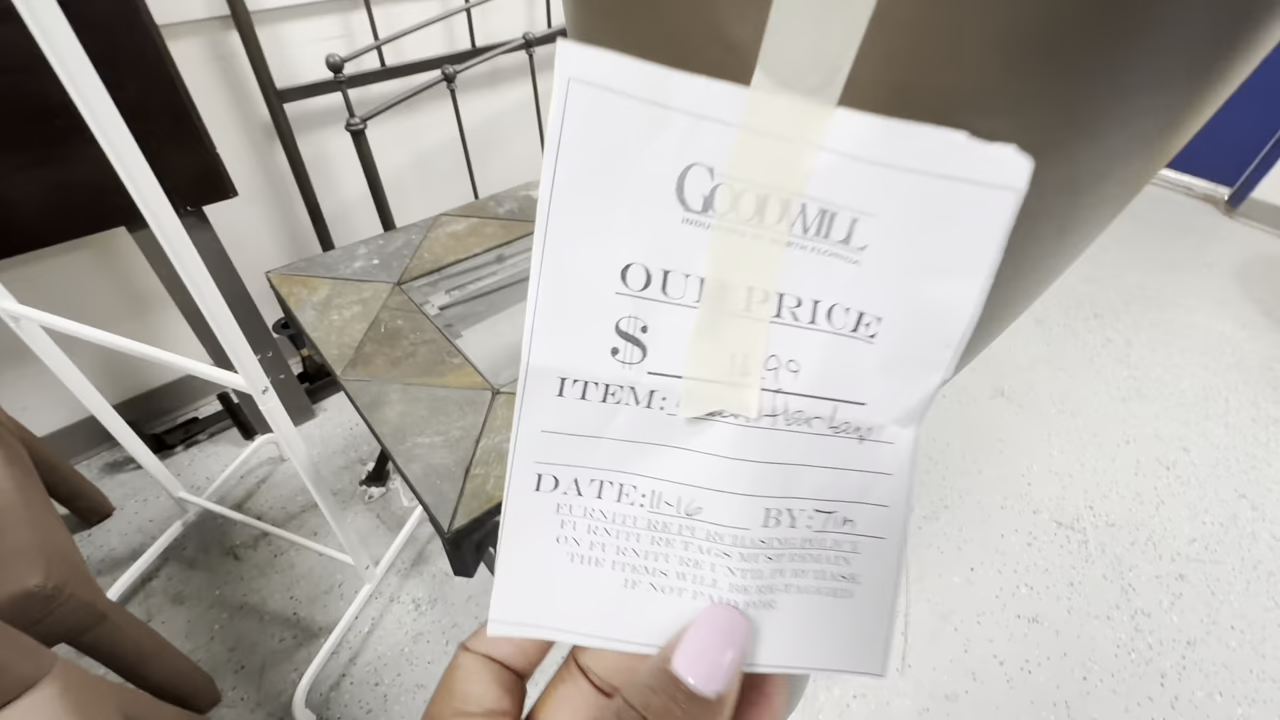 GOODWILL
OUR PRICE
$ .99
ITEM:
DATE: 11-16 BY:
FURNITURE PURCHASING POLICY
FURNITURE TAGS MUST REMAIN
ON FURNITURE UNTIL PURCHASE
THE ITEMS WILL BE RE-TAGGED
IF NOT PAID FOR